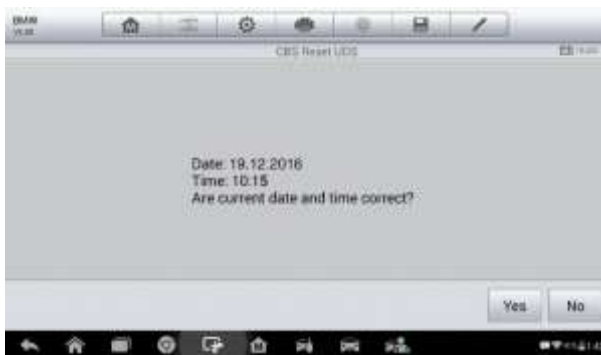 BMW
CBS Reset UDS
Date: 19.12.2016
Time: 10:15
Are current date and time correct?
Yes No